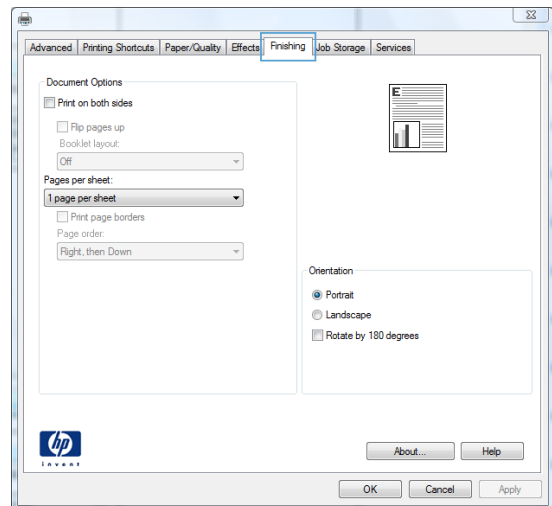 Advanced Printing Shortcuts Paper/Quality Effects Finishing Job Storage Services
Document Options
Print on both sides
Flip pages up
Booklet layout:
Off
Pages per sheet:
1 page per sheet
Print page borders
Page order:
Right, then Down
E
Orientation
Portrait
Landscape
Rotate by 180 degrees
hp
invent
About... Help
OK Cancel Apply